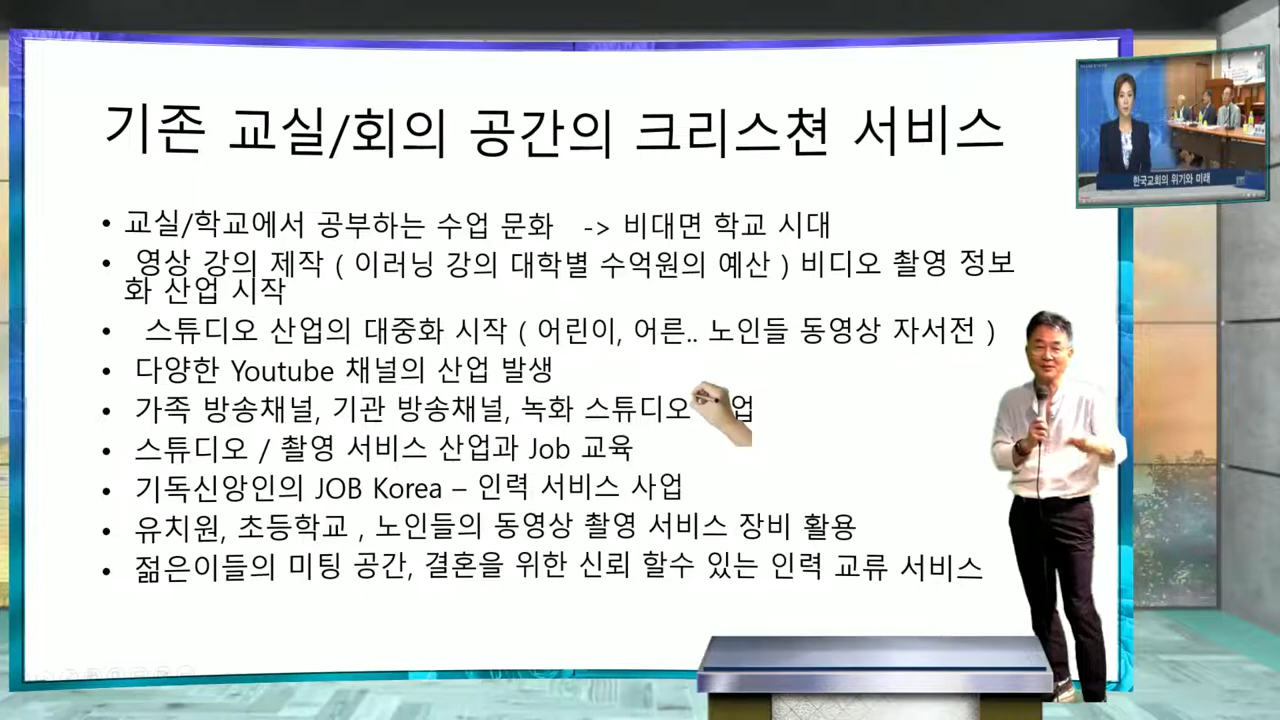 기존 교실/회의 공간의 크리스쳔 서비스
• 교실/학교에서 공부하는 수업 문화 -> 비대면 학교 시대
• 영상 강의 제작 ( 이러닝 강의 대학별 수억원의 예산 ) 비디오 촬영 정보
화 산업 시작
• 스튜디오 산업의 대중화 시작 ( 어린이, 어른.. 노인들 동영상 자서전 )
• 다양한 Youtube 채널의 산업 발생
• 가족 방송채널, 기관 방송채널, 녹화 스튜디오 업
• 스튜디오 / 촬영 서비스 산업과 Job 교육
• 기독신앙인의 JOB Korea – 인력 서비스 사업
• 유치원, 초등학교 , 노인들의 동영상 촬영 서비스 장비 활용
• 젊은이들의 미팅 공간, 결혼을 위한 신뢰 할수 있는 인력 교류 서비스
한국교회의 위기와 미래